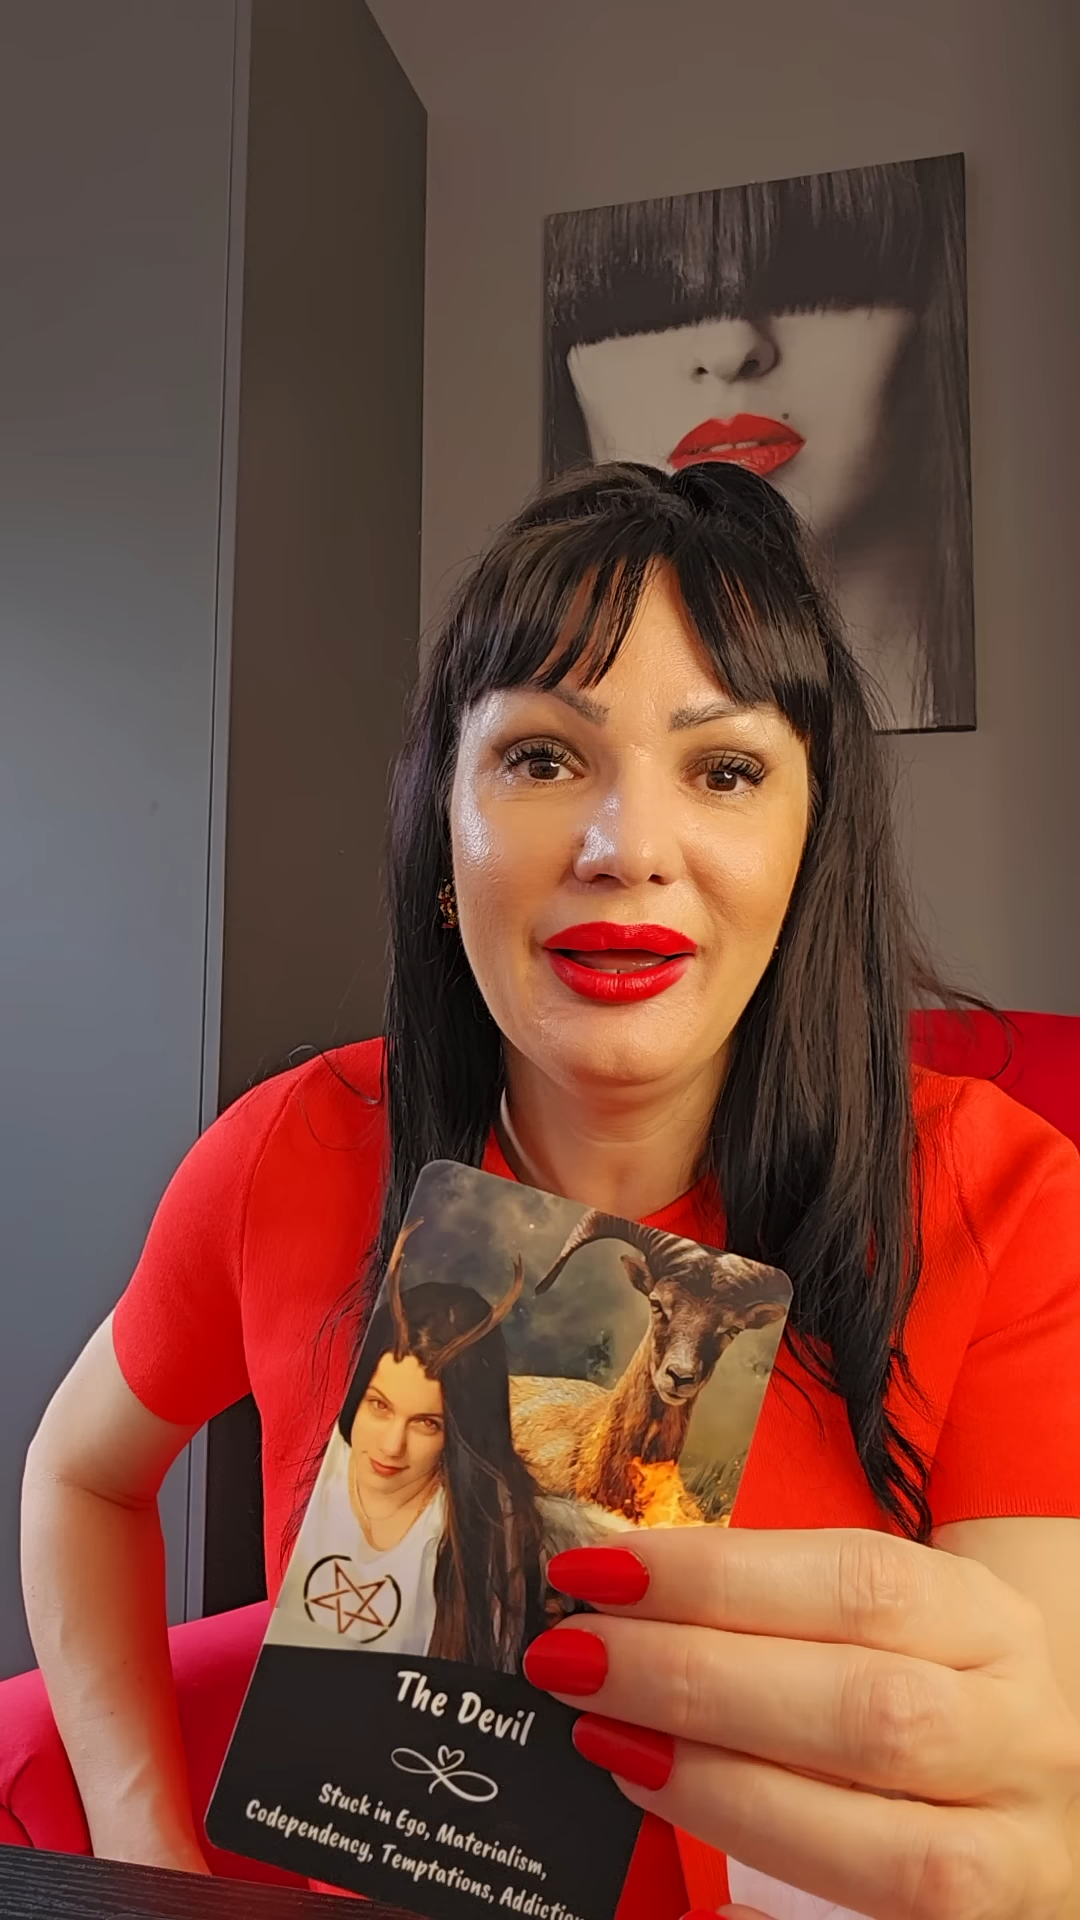 The Devil
Stuck in Ego, Materialism,
Codependency, Temptations,